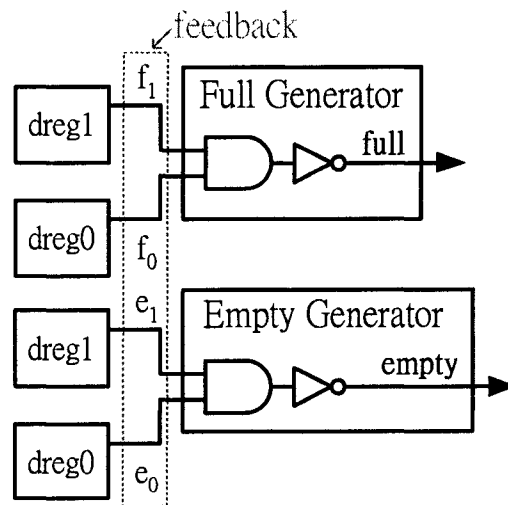 feedback
f1
Full Generator
dreg1
full
dreg0
f0
e1
Empty Generator
dreg1
empty
dreg0
e0